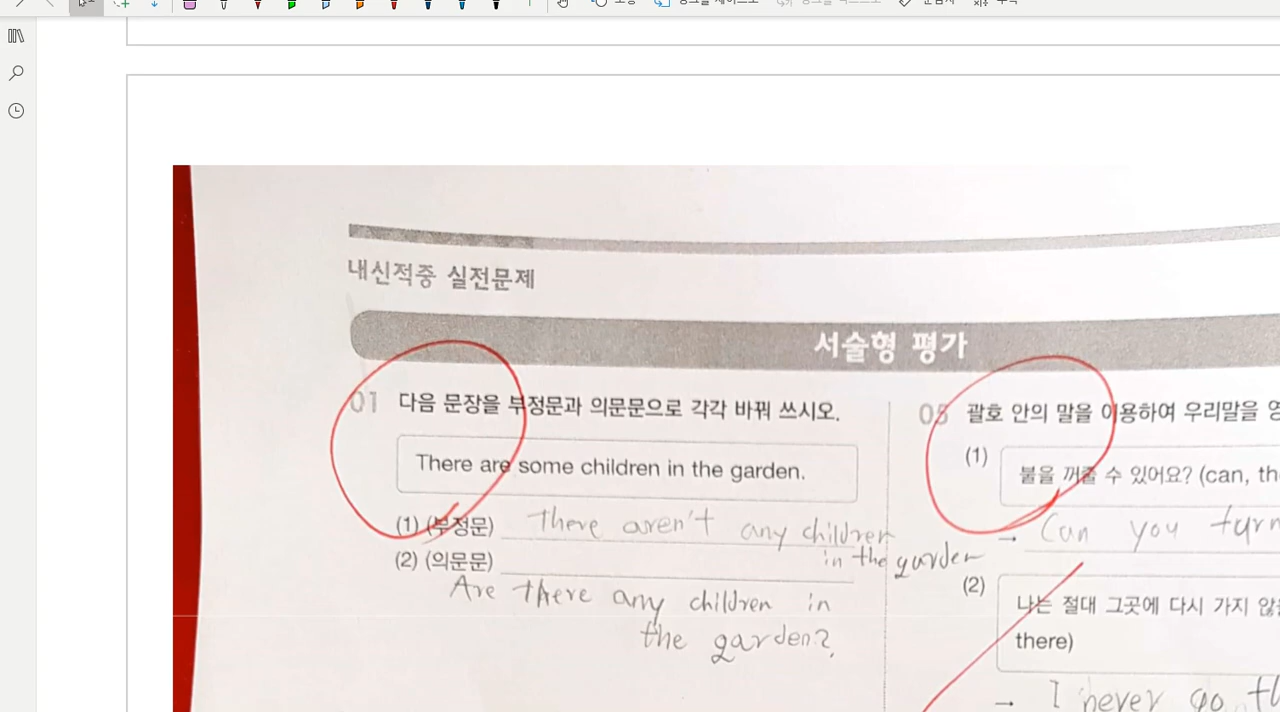 내신적중 실전문제
서술형 평가
01 다음 문장을 부정문과 의문문으로 각각 바꿔 쓰시오.
There are some children in the garden.
(1) (부정문) There aren't any children
in the garden
(2) (의문문)
Are there any children in
the garden?
05 괄호 안의 말을 이용하여 우리말을 영
(1) 불을 꺼줄 수 있어요? (can, th
→ Can you turn
(2) 나는 절대 그곳에 다시 가지 않을
there)
→ I never go th